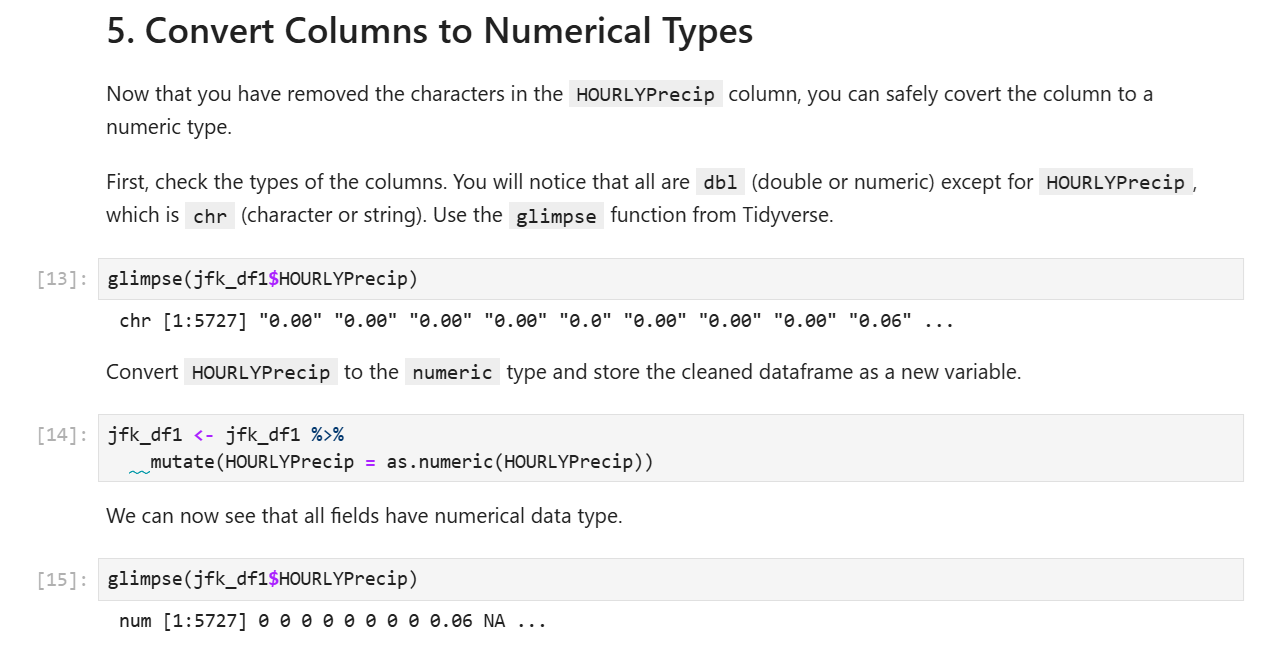 5. Convert Columns to Numerical Types
Now that you have removed the characters in the HOURLYPrecip column, you can safely covert the column to a
numeric type.
First, check the types of the columns. You will notice that all are dbl (double or numeric) except for HOURLYPrecip ,
which is chr (character or string). Use the glimpse function from Tidyverse.
[13]: glimpse(jfk_df1$HOURLYPrecip)
chr [1:5727] "0.00" "0.00" "0.00" "0.00" "0.0" "0.00" "0.00" "0.00" "0.06" ...
Convert HOURLYPrecip to the numeric type and store the cleaned dataframe as a new variable.
[14]: jfk_df1 <- jfk_df1 %>%
mutate(HOURLYPrecip = as.numeric(HOURLYPrecip))
We can now see that all fields have numerical data type.
[15]: glimpse(jfk_df1$HOURLYPrecip)
num [1:5727] 0 0 0 0 0 0 0 0 0.06 NA ...